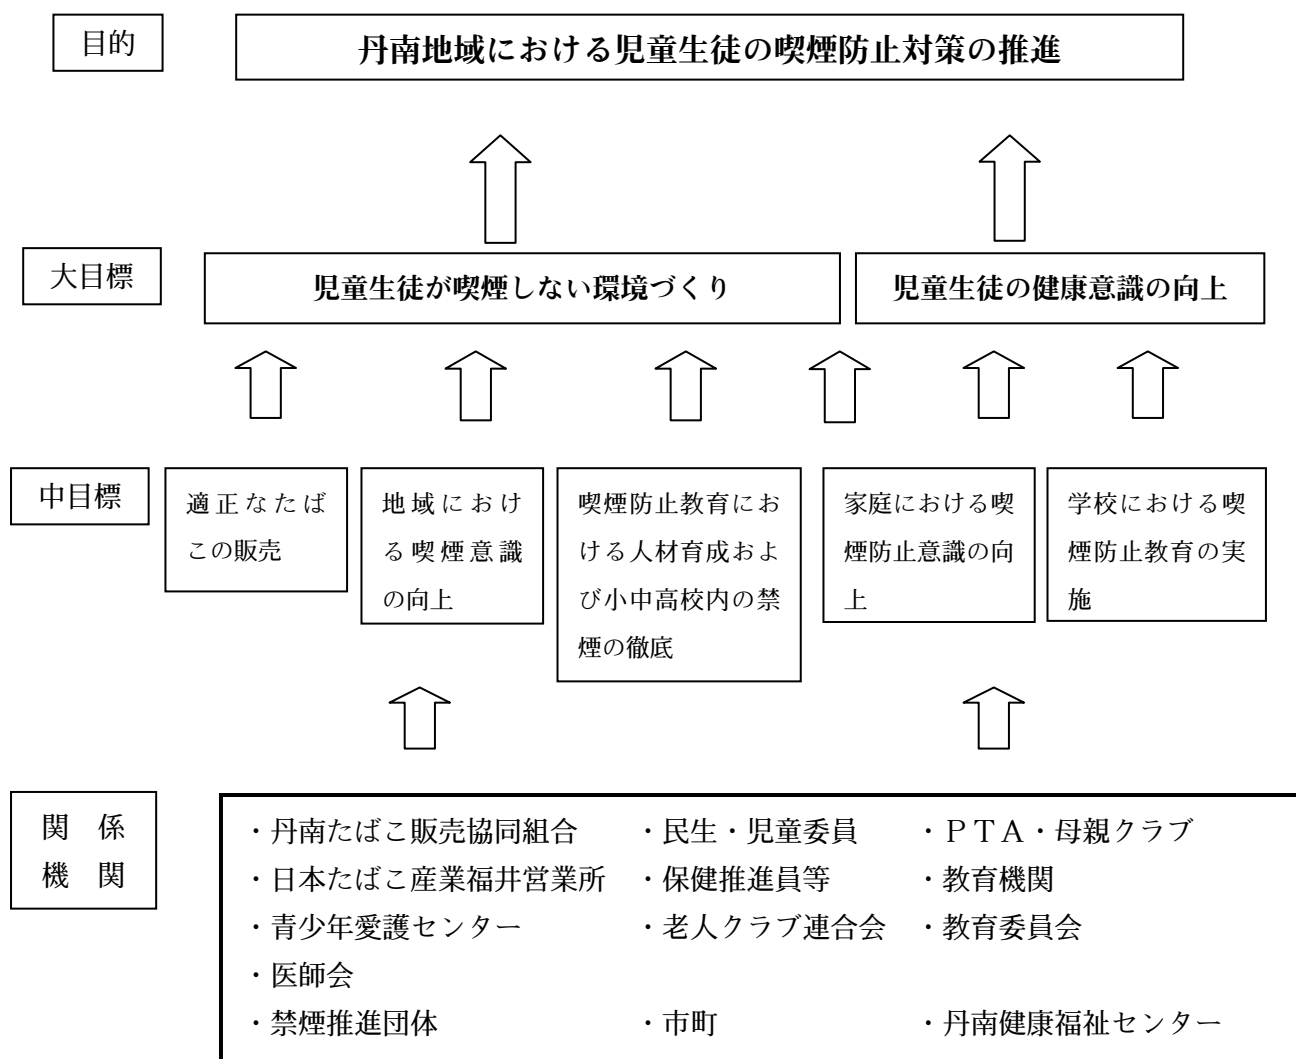 目的
丹南地域における児童生徒の喫煙防止対策の推進
大目標
児童生徒が喫煙しない環境づくり
児童生徒の健康意識の向上
中目標
適正なたば
この販売
地域におけ
る喫煙意識
の向上
喫煙防止教育にお
ける人材育成およ
び小中高校内の禁
煙の徹底
家庭における喫
煙防止意識の向
上
学校における喫
煙防止教育の実
施
関　係
機　関
・丹南たばこ販売協同組合　・民生・児童委員　・ＰＴＡ・母親クラブ
・日本たばこ産業福井営業所　・保健推進員等　・教育機関
・青少年愛護センター　・老人クラブ連合会　・教育委員会
・医師会
・禁煙推進団体　・市町　・丹南健康福祉センター